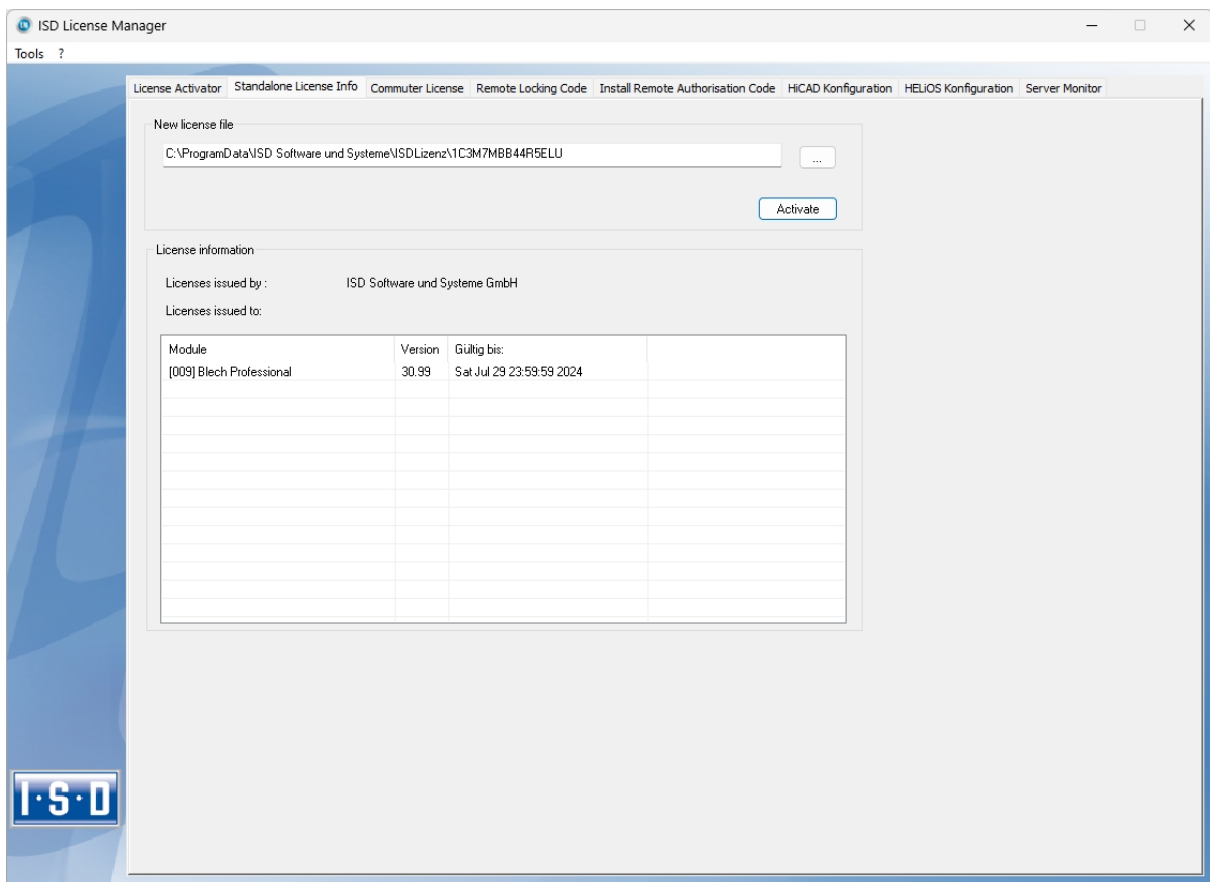 ISD License Manager
Tools ?
License Activator Standalone License Info Commuter License Remote Locking Code Install Remote Authorisation Code HiCAD Konfiguration HELiOS Konfiguration Server Monitor
New license file
C:\ProgramData\ISD Software und Systeme\ISDLizenz\1C3M7MBB44R5ELU
...
Activate
License information
Licenses issued by : ISD Software und Systeme GmbH
Licenses issued to:
Module Version Gültig bis:
[009] Blech Professional 30.99 Sat Jul 29 23:59:59 2024
I·S·D